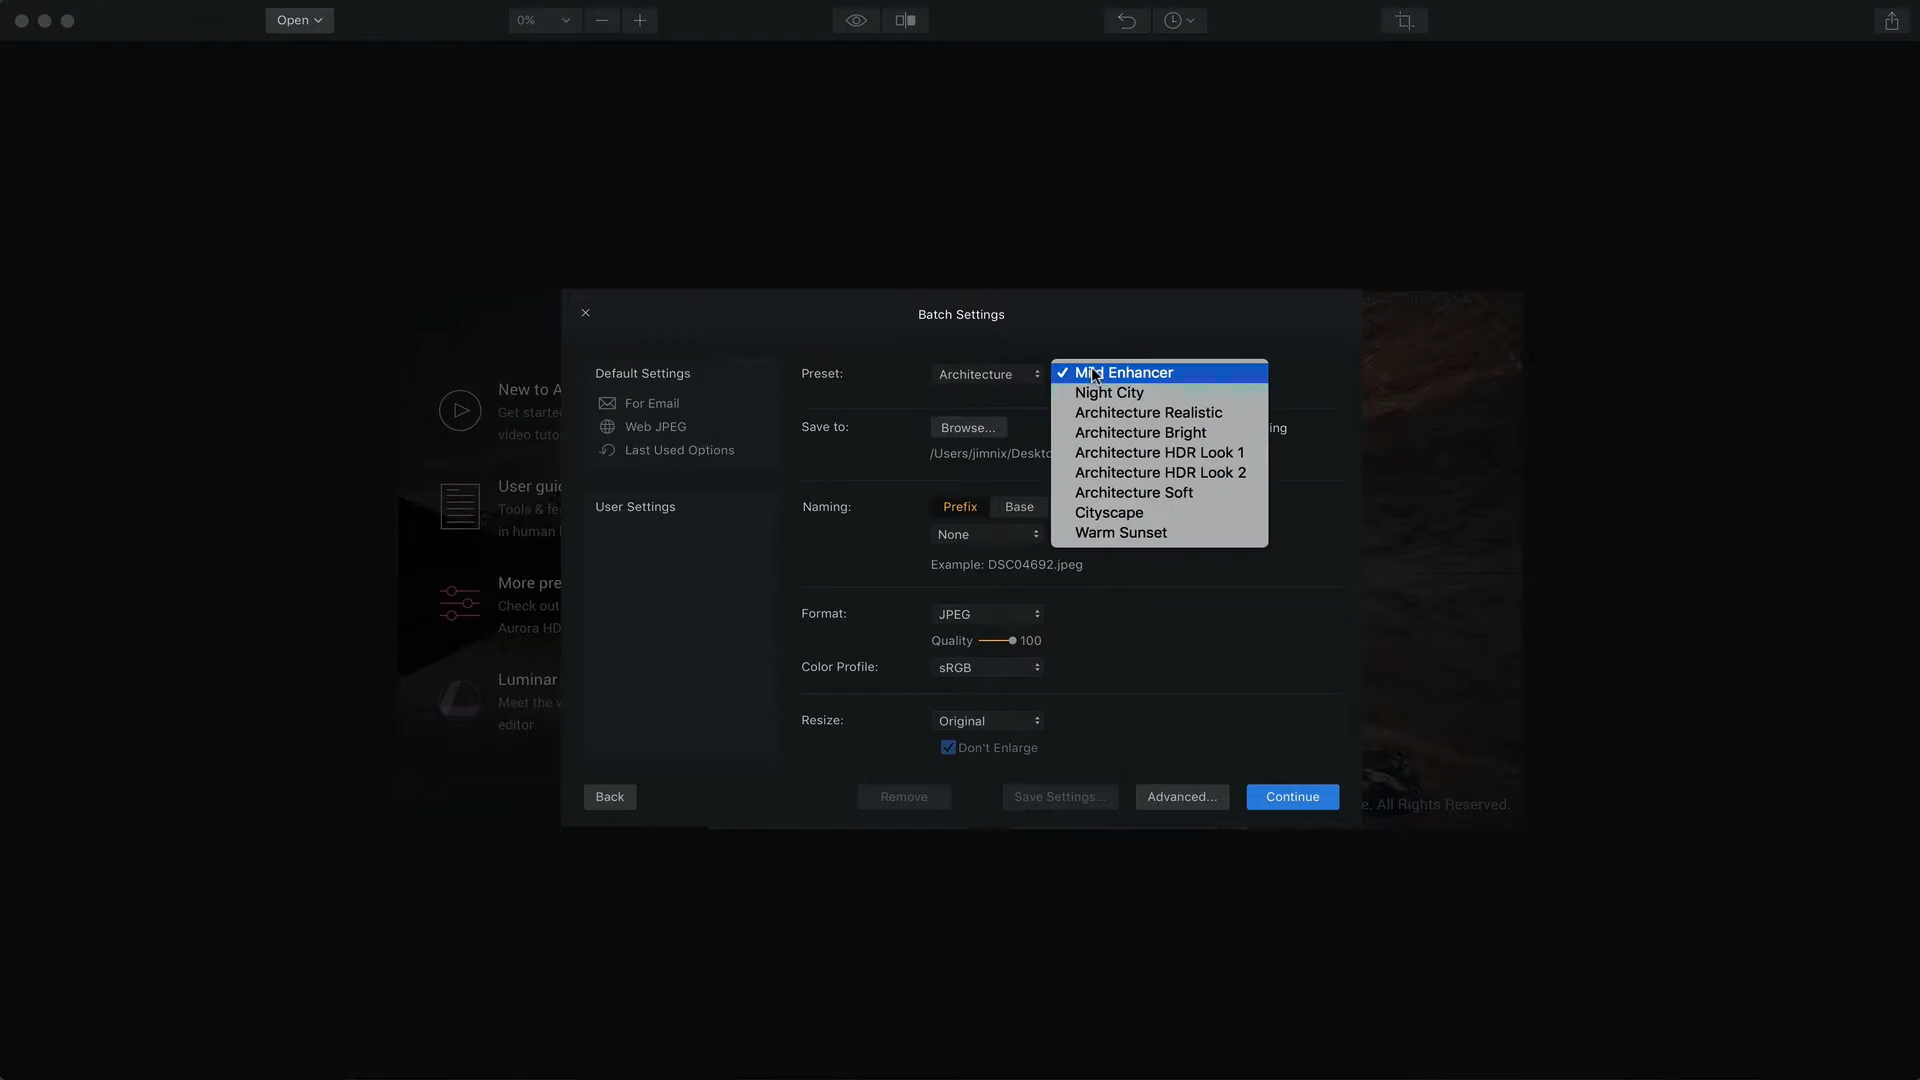 Open
0%
Batch Settings
Default Settings
For Email
Web JPEG
Last Used Options
User Settings
Preset:
Architecture
Enhancer
Night City
Architecture Realistic
Architecture Bright
Architecture HDR Look 1
Architecture HDR Look 2
Architecture Soft
Cityscape
Warm Sunset
Save to:
Browse...
ing
/Users/jimnix/Deskto
Naming:
Prefix
Base
None
Example: DSC04692.jpeg
Format:
JPEG
Quality
100
Color Profile:
sRGB
Resize:
Original
Don't Enlarge
Back
Remove
Save Settings...
Advanced...
Continue
New to A
Get starte
video tuto
User guid
Tools & fe
in human
More pre
Check out
Aurora HD
Luminar
Meet the w
editor
e. All Rights Reserved.